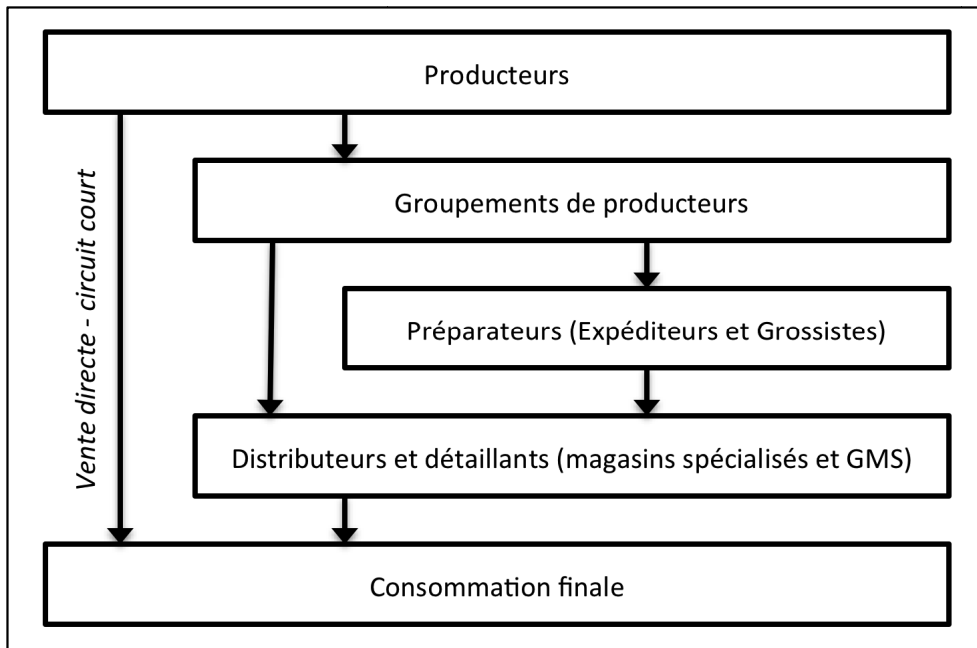 Producteurs
Vente directe - circuit court
Groupements de producteurs
Préparateurs (Expéditeurs et Grossistes)
Distributeurs et détaillants (magasins spécialisés et GMS)
Consommation finale